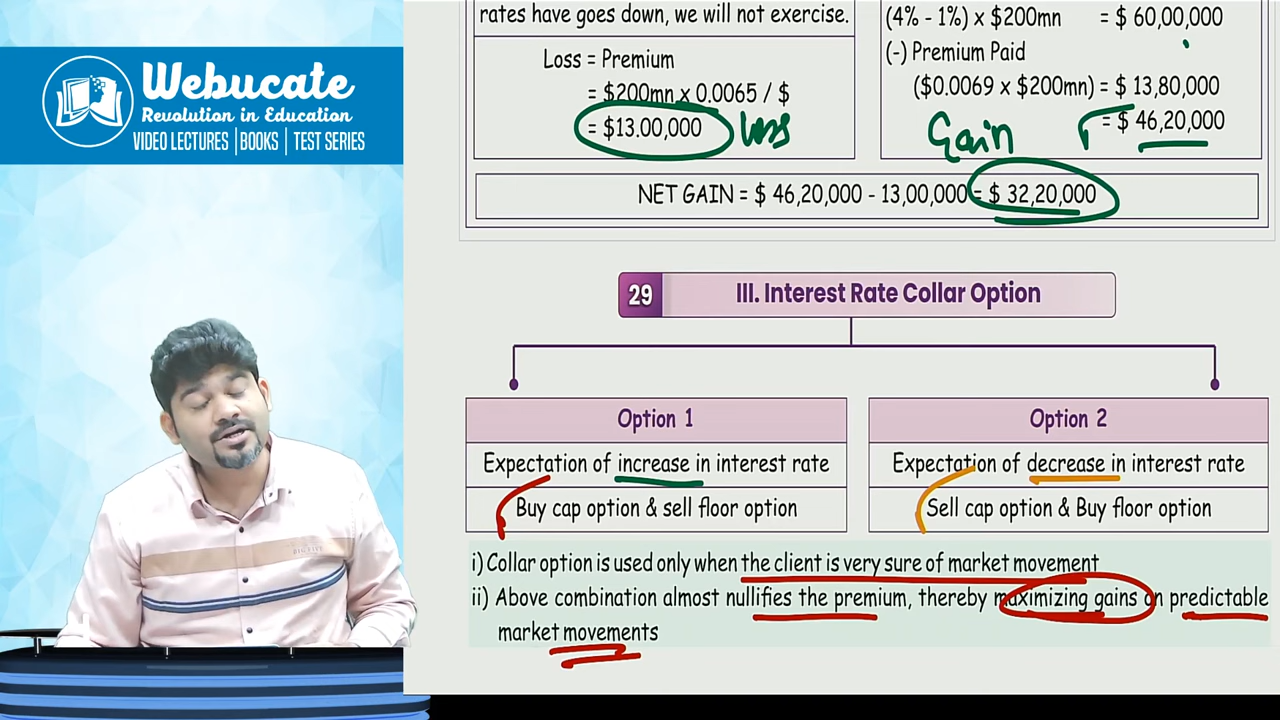 Webucate
Revolution in Education
VIDEO LECTURES | BOOKS | TEST SERIES
rates have goes down, we will not exercise.
Loss = Premium
= $200mn x 0.0065 / $
= $13.00,000 Loss
(4% - 1%) x $200mn = $ 60,00,000
(-) Premium Paid
($0.0069 x $200mn) = $ 13,80,000
Gain = $ 46,20,000
NET GAIN = $ 46,20,000 - 13,00,000 = $ 32,20,000
29 III. Interest Rate Collar Option
Option 1
Expectation of increase in interest rate
Buy cap option & sell floor option
Option 2
Expectation of decrease in interest rate
Sell cap option & Buy floor option
i) Collar option is used only when the client is very sure of market movement
ii) Above combination almost nullifies the premium, thereby maximizing gains on predictable
market movements